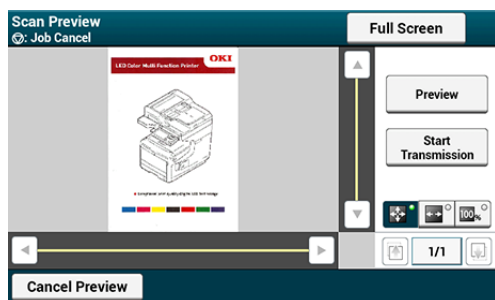 Scan Preview
Full Screen
: Job Cancel
OKI
LED Color Multi Function Printer
Preview
Start
Transmission
100%
1/1
Cancel Preview